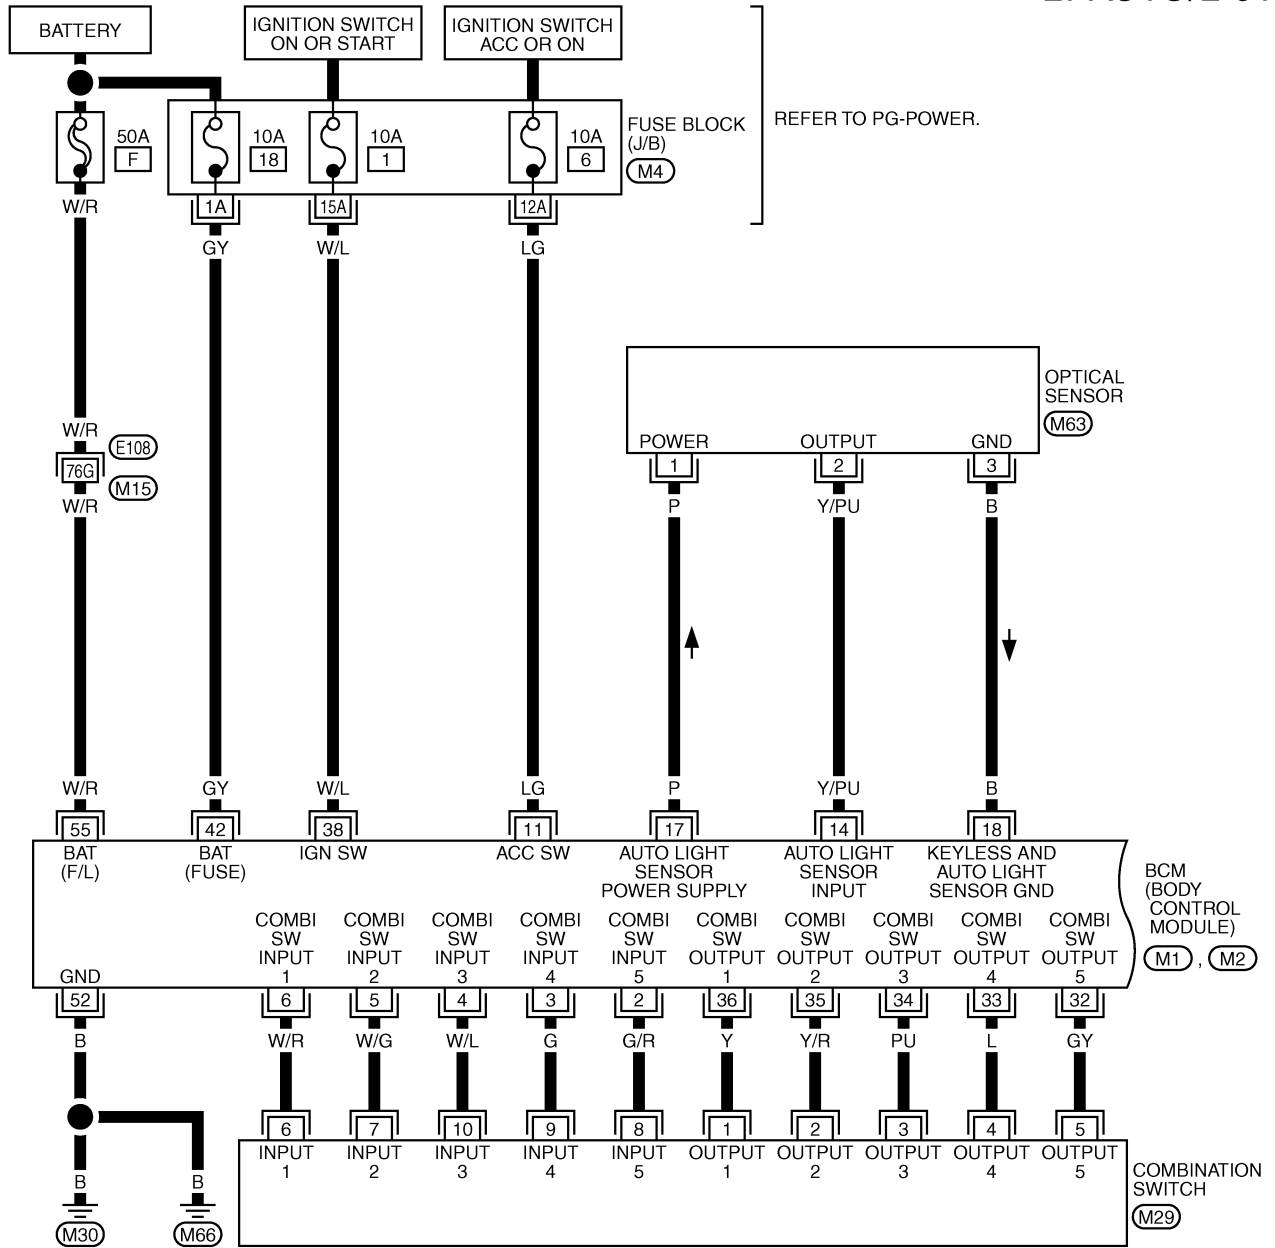 BATTERY
IGNITION SWITCH
ON OR START
IGNITION SWITCH
ACC OR ON
REFER TO PG-POWER.
50A
F
10A
18
10A
1
10A
6
FUSE BLOCK
(J/B)
M4
1A
15A
12A
W/R
GY
W/L
LG
OPTICAL
SENSOR
M63
POWER
OUTPUT
GND
1
2
3
W/R
E108
76G
M15
W/R
P
Y/PU
B
W/R
GY
W/L
LG
P
Y/PU
B
55
42
38
11
17
14
18
BAT
(F/L)
BAT
(FUSE)
IGN SW
ACC SW
AUTO LIGHT
SENSOR
POWER SUPPLY
AUTO LIGHT
SENSOR
INPUT
KEYLESS AND
AUTO LIGHT
SENSOR GND
BCM
(BODY
CONTROL
MODULE)
M1 , M2
GND
COMBI
SW
INPUT
1
COMBI
SW
INPUT
2
COMBI
SW
INPUT
3
COMBI
SW
INPUT
4
COMBI
SW
INPUT
5
COMBI
SW
OUTPUT
1
COMBI
SW
OUTPUT
2
COMBI
SW
OUTPUT
3
COMBI
SW
OUTPUT
4
COMBI
SW
OUTPUT
5
52
6
5
4
3
2
36
35
34
33
32
B
W/R
W/G
W/L
G
G/R
Y
Y/R
PU
L
GY
6
7
10
9
8
1
2
3
4
5
INPUT
1
INPUT
2
INPUT
3
INPUT
4
INPUT
5
OUTPUT
1
OUTPUT
2
OUTPUT
3
OUTPUT
4
OUTPUT
5
COMBINATION
SWITCH
M29
B
B
M30
M66